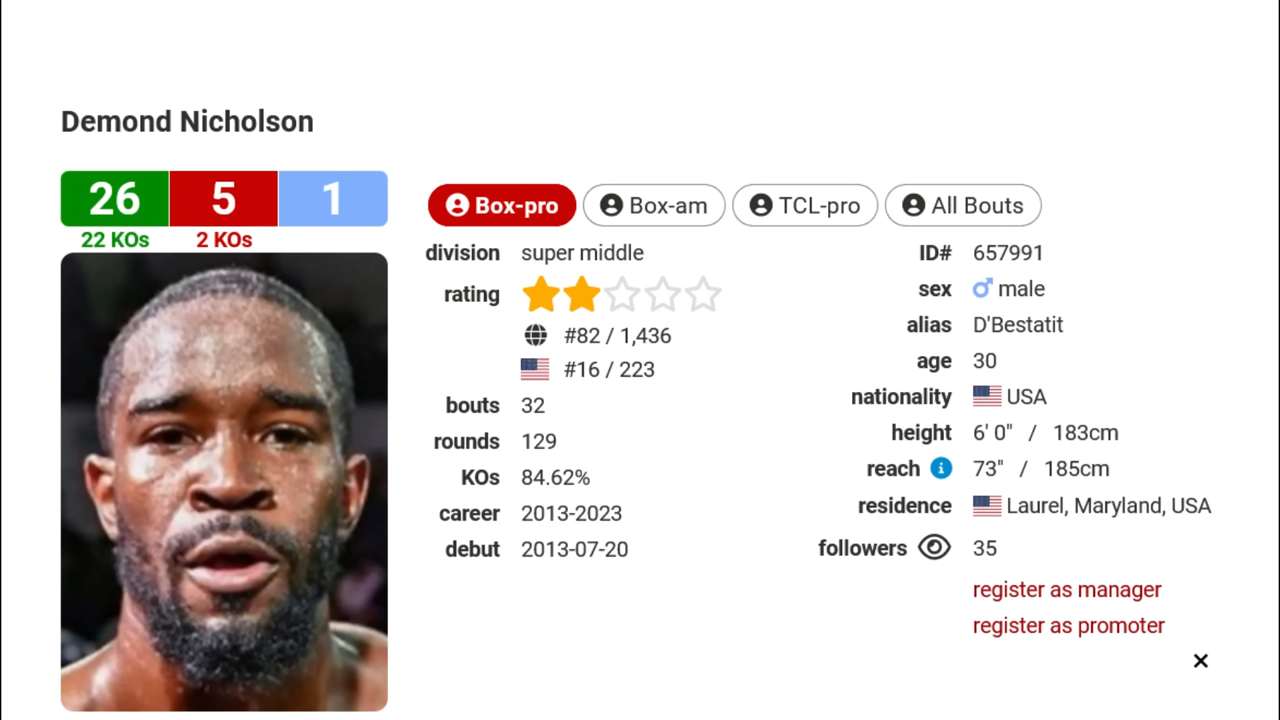 Demond Nicholson
26 5 1
22 KOs 2 KOs
Box-pro Box-am TCL-pro All Bouts
division super middle
rating
#82 / 1,436
#16 / 223
bouts 32
rounds 129
KOs 84.62%
career 2013-2023
debut 2013-07-20
ID# 657991
sex ♂ male
alias D'Bestatit
age 30
nationality USA
height 6' 0" / 183cm
reach i 73" / 185cm
residence Laurel, Maryland, USA
followers 35
register as manager
register as promoter
×